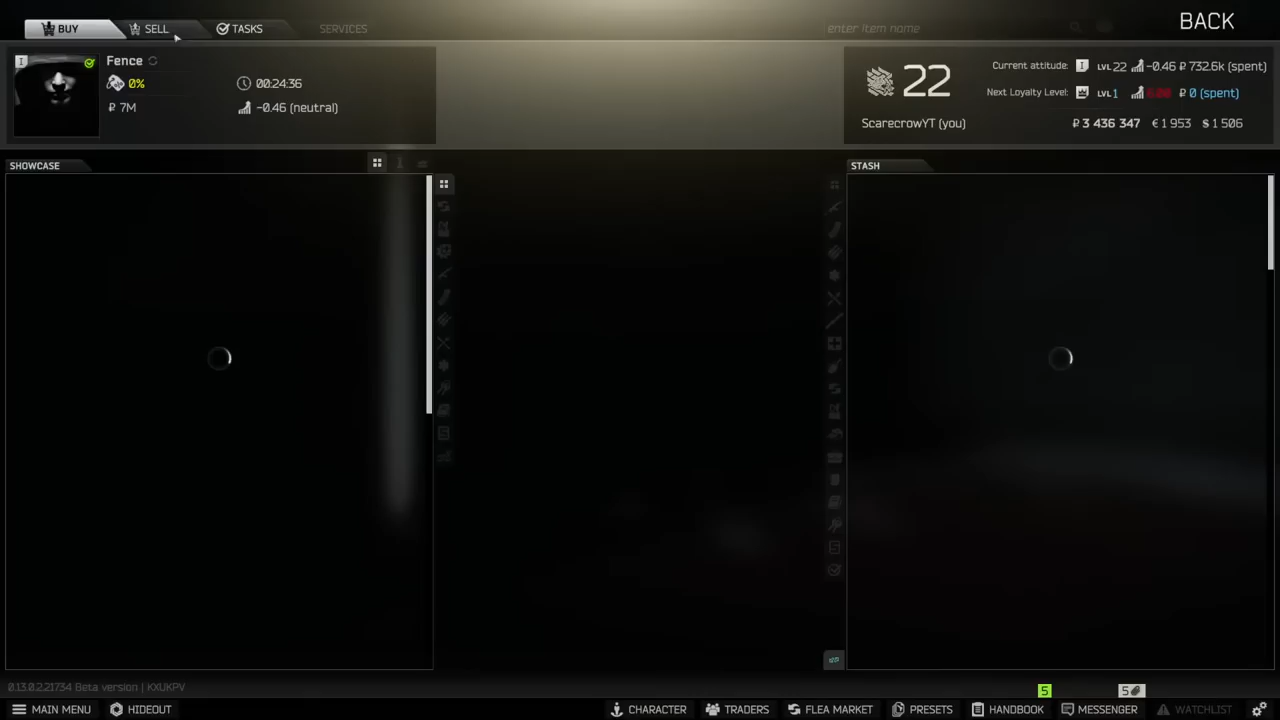 BUY
SELL
TASKS
SERVICES
enter item name
BACK
I
Fence
0%
00:24:36
₽ 7M
-0.46 (neutral)
22
ScarecrowYT (you)
Current attitude: I LVL 22 -0.46 ₽ 732.6k (spent)
Next Loyalty Level: LVL 1 6.00 ₽ 0 (spent)
₽ 3 436 347 € 1 953 $ 1 506
SHOWCASE
STASH
0.13.0.2.21734 Beta version | KXUKPV
5
5
MAIN MENU
HIDEOUT
CHARACTER
TRADERS
FLEA MARKET
PRESETS
HANDBOOK
MESSENGER
WATCHLIST